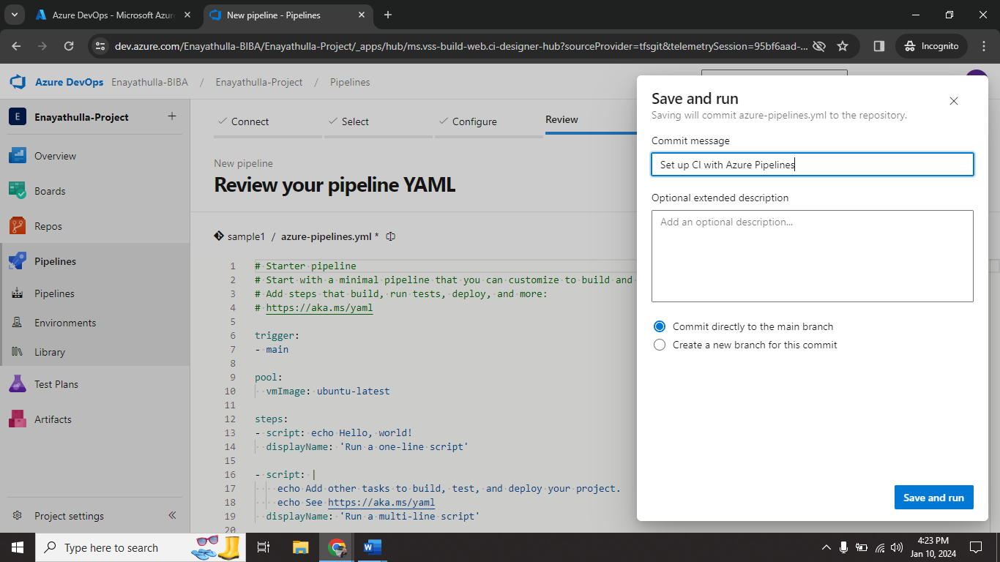 Azure DevOps - Microsoft Azure
New pipeline - Pipelines
dev.azure.com/Enayathulla-BIBA/Enayathulla-Project/_apps/hub/ms.vss-build-web.ci-designer-hub?sourceProvider=tfsgit&telemetrySession=95bf6aad-...
Incognito
Azure DevOps Enayathulla-BIBA / Enayathulla-Project / Pipelines
E Enayathulla-Project +
Overview
Boards
Repos
Pipelines
Pipelines
Environments
Library
Test Plans
Artifacts
Project settings
Connect
Select
Configure
Review
New pipeline
Review your pipeline YAML
sample1 / azure-pipelines.yml *
1 # Starter pipeline
2 # Start with a minimal pipeline that you can customize to build and
3 # Add steps that build, run tests, deploy, and more:
4 # https://aka.ms/yaml
5
6 trigger:
7 - main
8
9 pool:
10 vmImage: ubuntu-latest
11
12 steps:
13 - script: echo Hello, world!
14 displayName: 'Run a one-line script'
15
16 - script: |
17 echo Add other tasks to build, test, and deploy your project.
18 echo See https://aka.ms/yaml
19 displayName: 'Run a multi-line script'
20
Save and run
Saving will commit azure-pipelines.yml to the repository.
Commit message
Set up CI with Azure Pipelines
Optional extended description
Add an optional description...
Commit directly to the main branch
Create a new branch for this commit
Save and run
Type here to search
4:23 PM
Jan 10, 2024